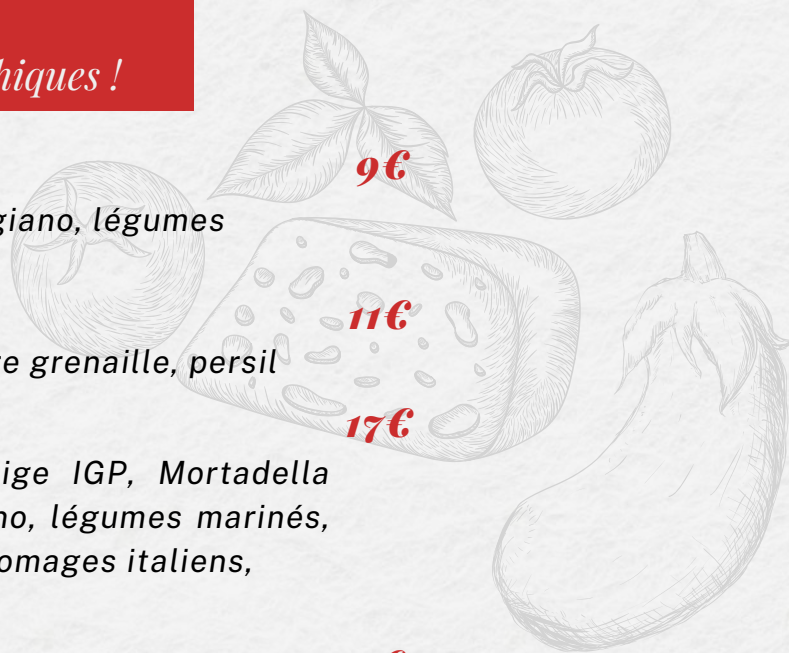 hiques !
9€
giano, légumes
11€
e grenaille, persil
17€
ige IGP, Mortadella
no, légumes marinés,
omages italiens,